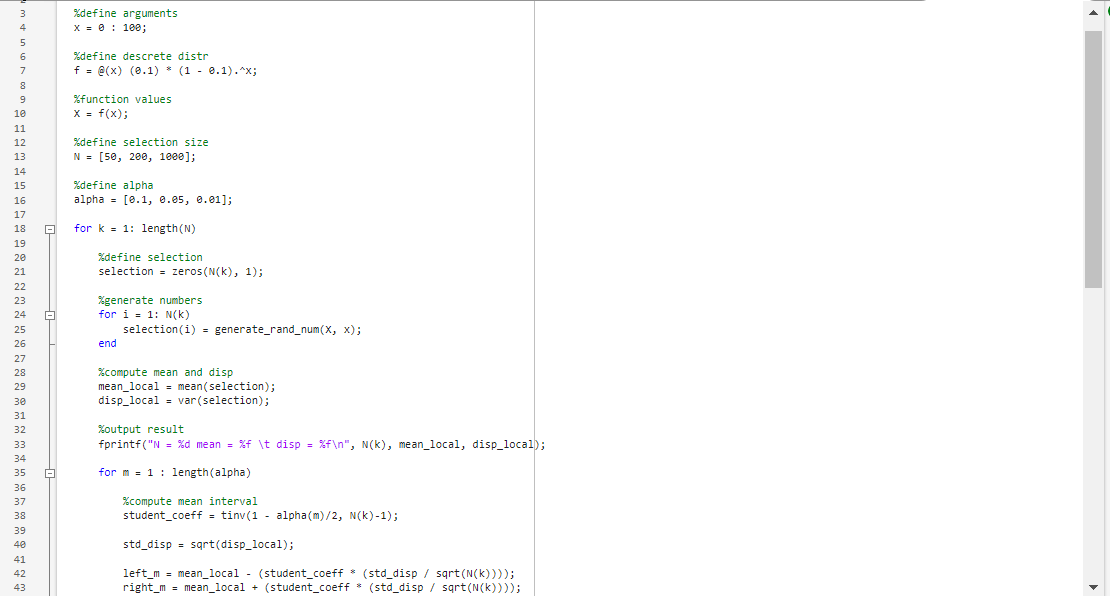 3 %define arguments
4 x = 0 : 100;
5
6 %define descrete distr
7 f = @(x) (0.1) * (1 - 0.1).^x;
8
9 %function values
10 X = f(x);
11
12 %define selection size
13 N = [50, 200, 1000];
14
15 %define alpha
16 alpha = [0.1, 0.05, 0.01];
17
18 for k = 1: length(N)
19
20 %define selection
21 selection = zeros(N(k), 1);
22
23 %generate numbers
24 for i = 1: N(k)
25 selection(i) = generate_rand_num(X, x);
26 end
27
28 %compute mean and disp
29 mean_local = mean(selection);
30 disp_local = var(selection);
31
32 %output result
33 fprintf("N = %d mean = %f \t disp = %f\n", N(k), mean_local, disp_local);
34
35 for m = 1 : length(alpha)
36
37 %compute mean interval
38 student_coeff = tinv(1 - alpha(m)/2, N(k)-1);
39
40 std_disp = sqrt(disp_local);
41
42 left_m = mean_local - (student_coeff * (std_disp / sqrt(N(k))));
43 right_m = mean_local + (student_coeff * (std_disp / sqrt(N(k))));